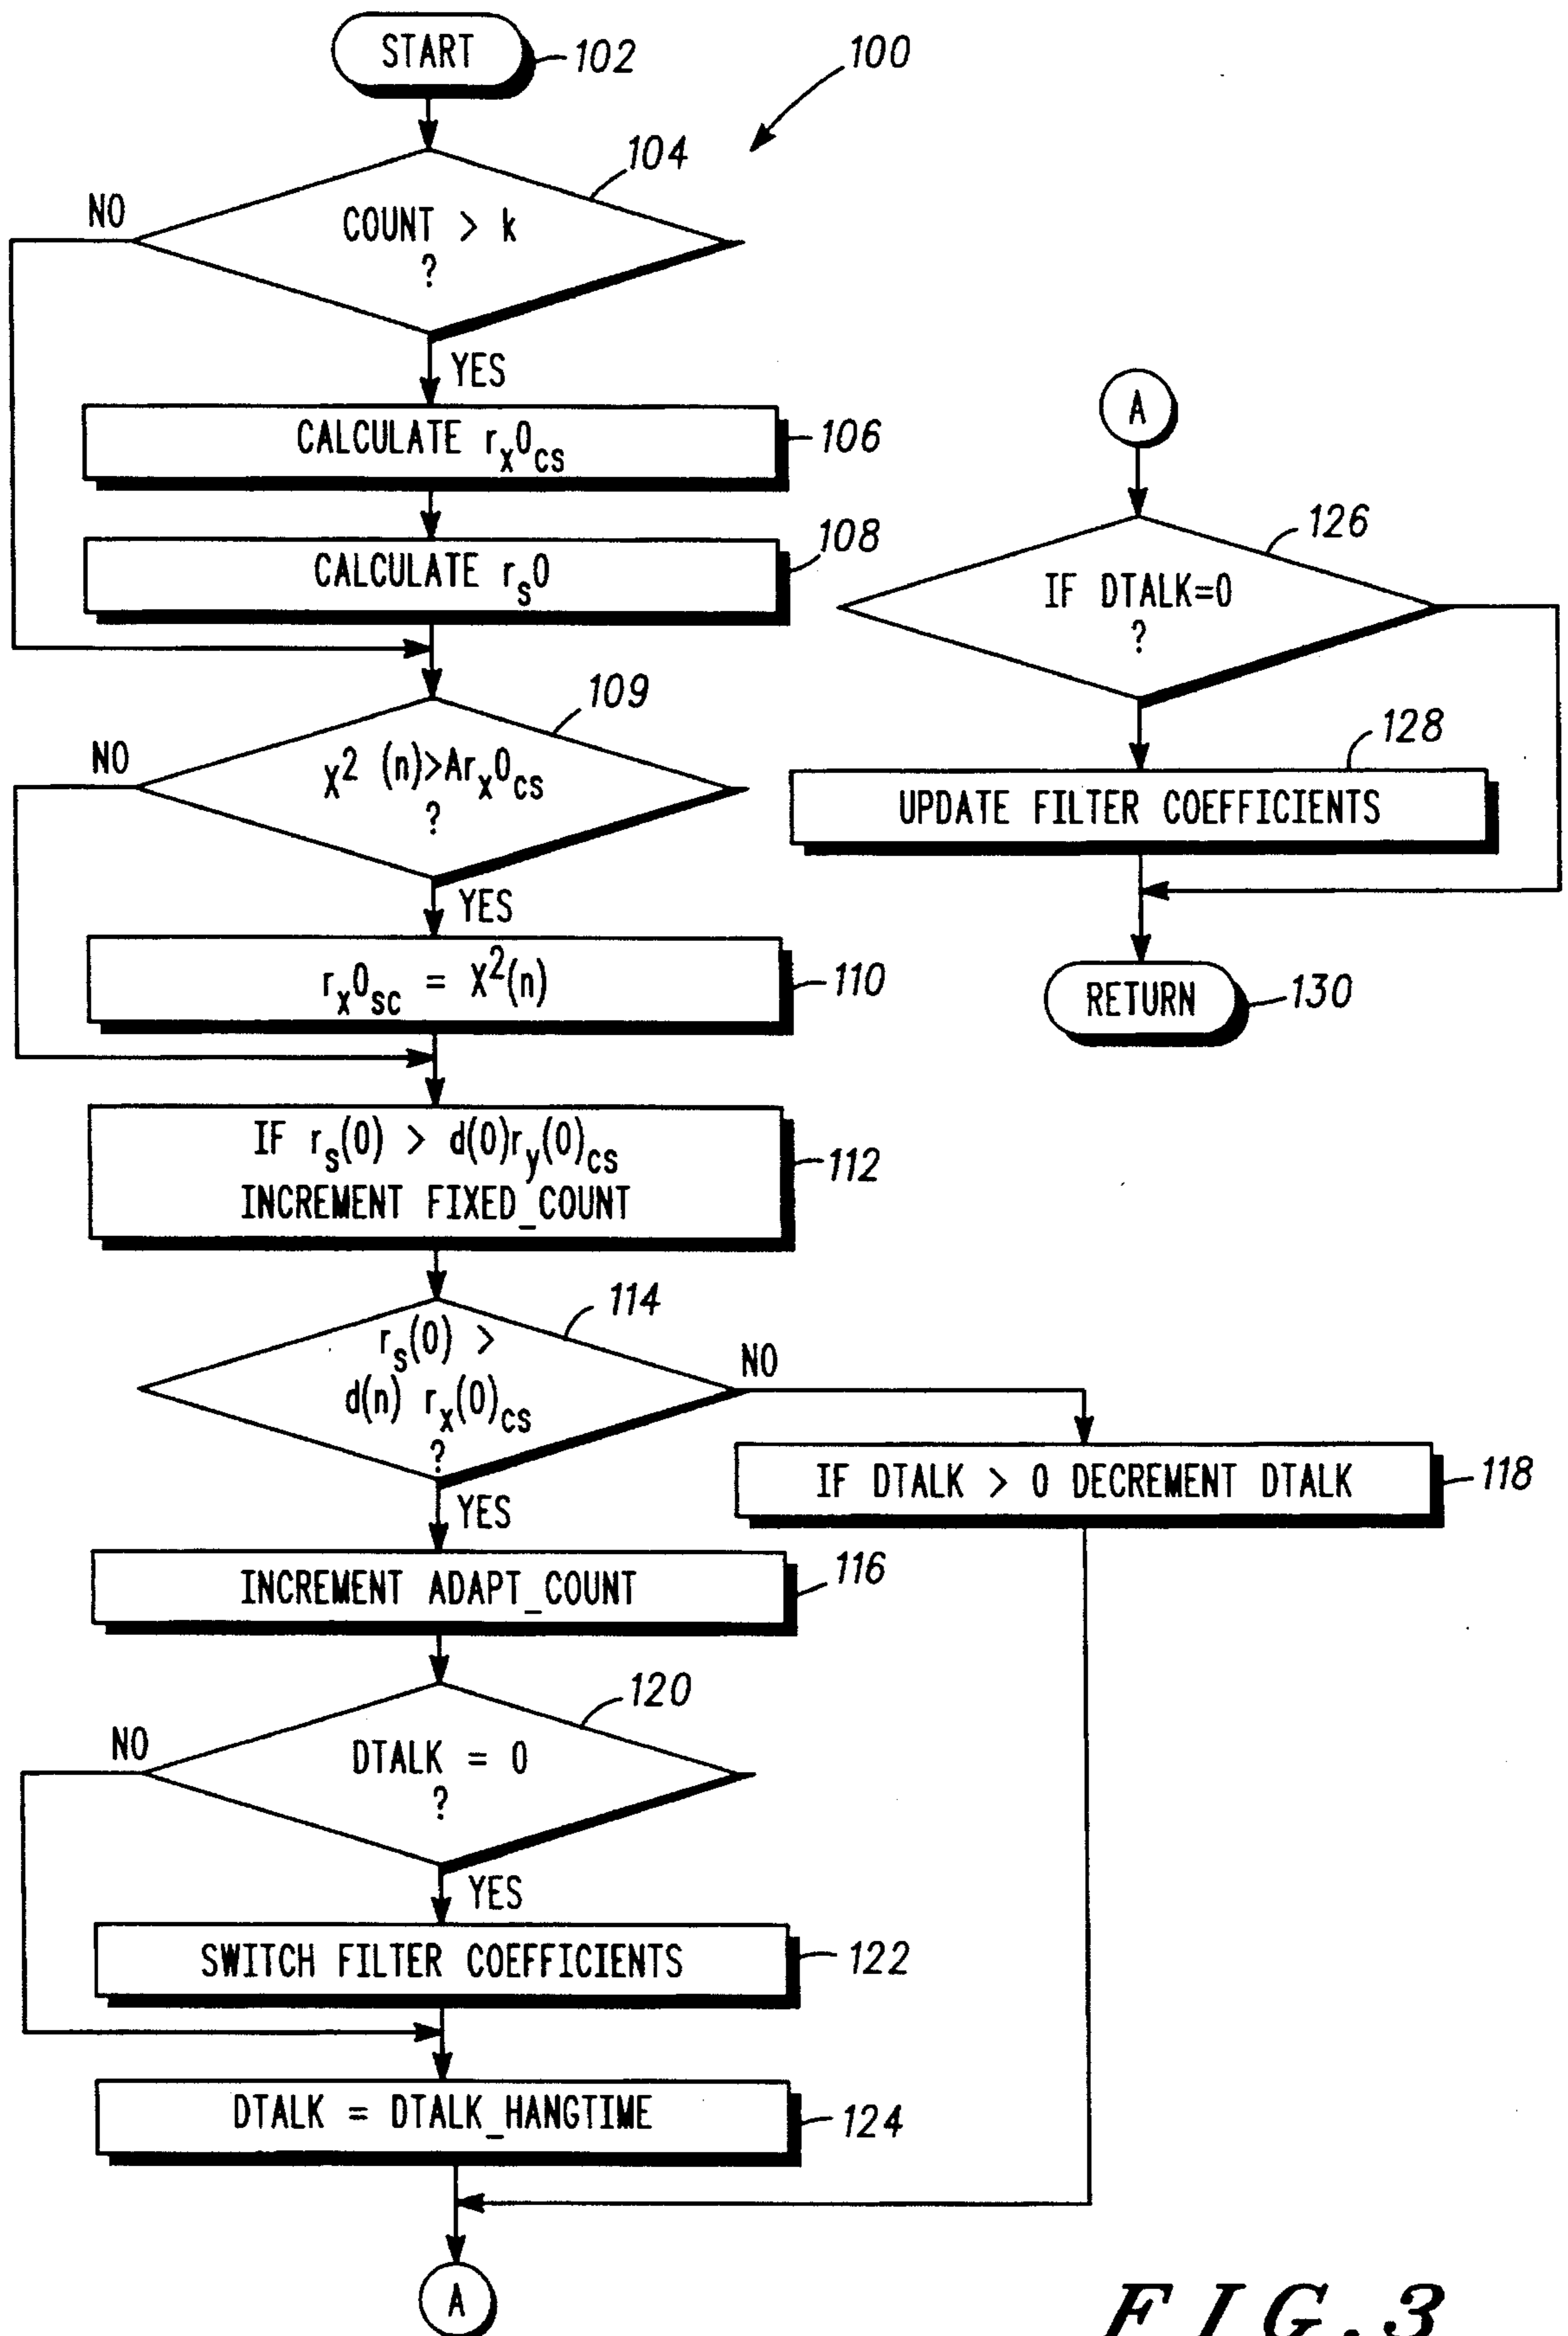 START
102
100
104
NO
COUNT > k
?
YES
CALCULATE rₓ0cs
106
CALCULATE rₛ0
108
109
NO
X² (n)>Arₓ0cs
?
YES
rₓ0sc = X²(n)
110
IF rₛ(0) > d(0)ry(0)cs
INCREMENT FIXED_COUNT
112
114
rₛ(0) >
d(n) rₓ(0)cs
?
NO
YES
IF DTALK > 0 DECREMENT DTALK
118
INCREMENT ADAPT_COUNT
116
120
NO
DTALK = 0
?
YES
SWITCH FILTER COEFFICIENTS
122
DTALK = DTALK_HANGTIME
124
A
A
126
IF DTALK=0
?
128
UPDATE FILTER COEFFICIENTS
RETURN
130
FIG.3